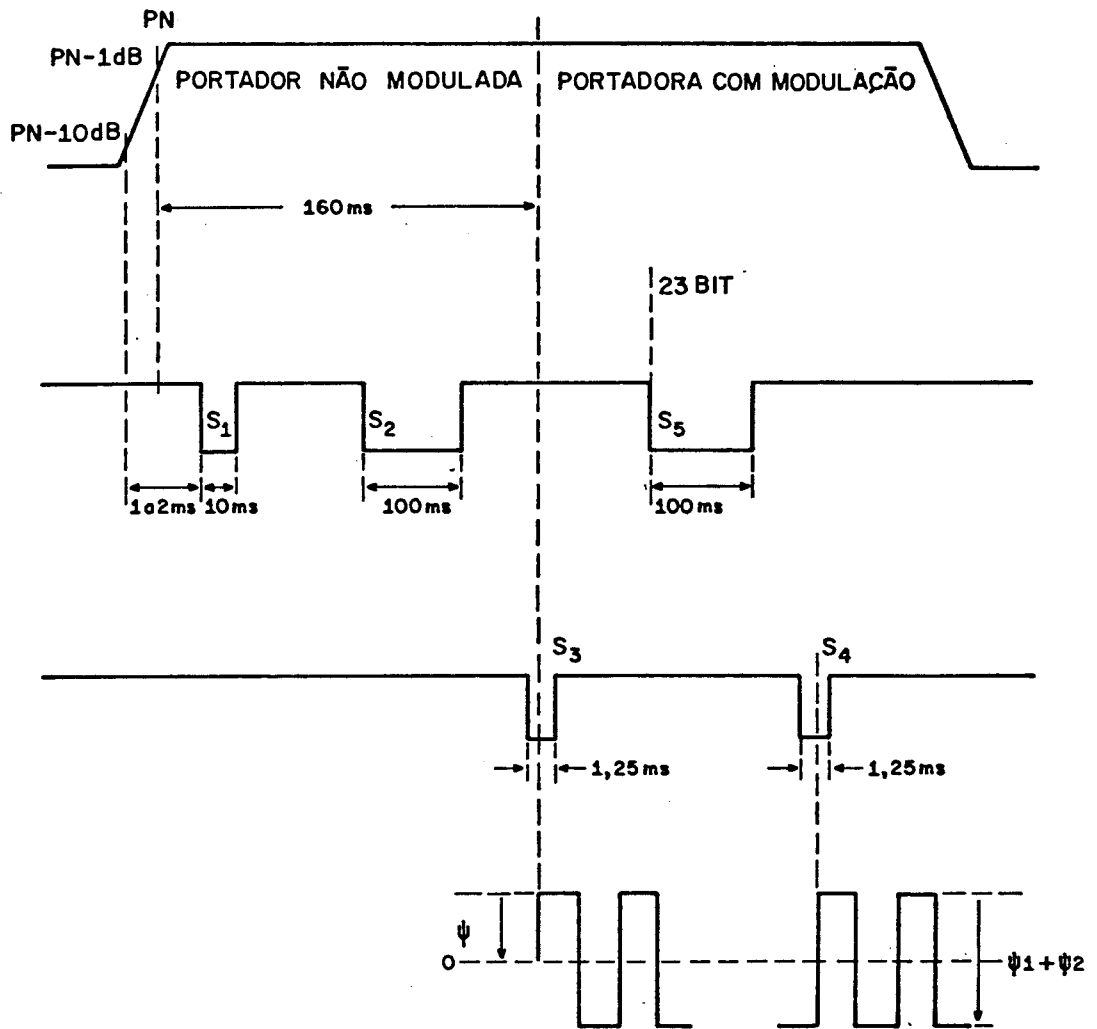 PN
PN-1dB
PORTADOR NÃO MODULADA
PORTADORA COM MODULAÇÃO
PN-10dB
160ms
23 BIT
S1
S2
S5
1a2ms
10ms
100ms
100ms
S3
S4
1,25ms
1,25ms
ψ
0
ψ1+ψ2